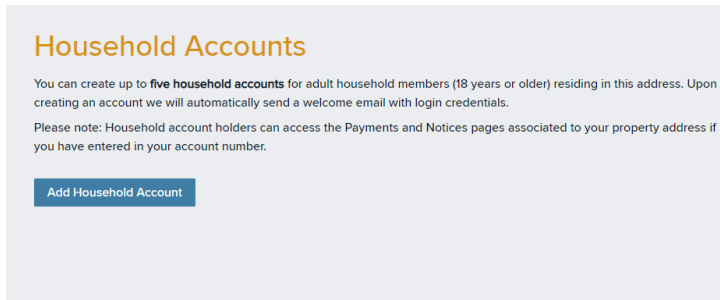 Household Accounts
You can create up to five household accounts for adult household members (18 years or older) residing in this address. Upon
creating an account we will automatically send a welcome email with login credentials.
Please note: Household account holders can access the Payments and Notices pages associated to your property address if
you have entered in your account number.
Add Household Account